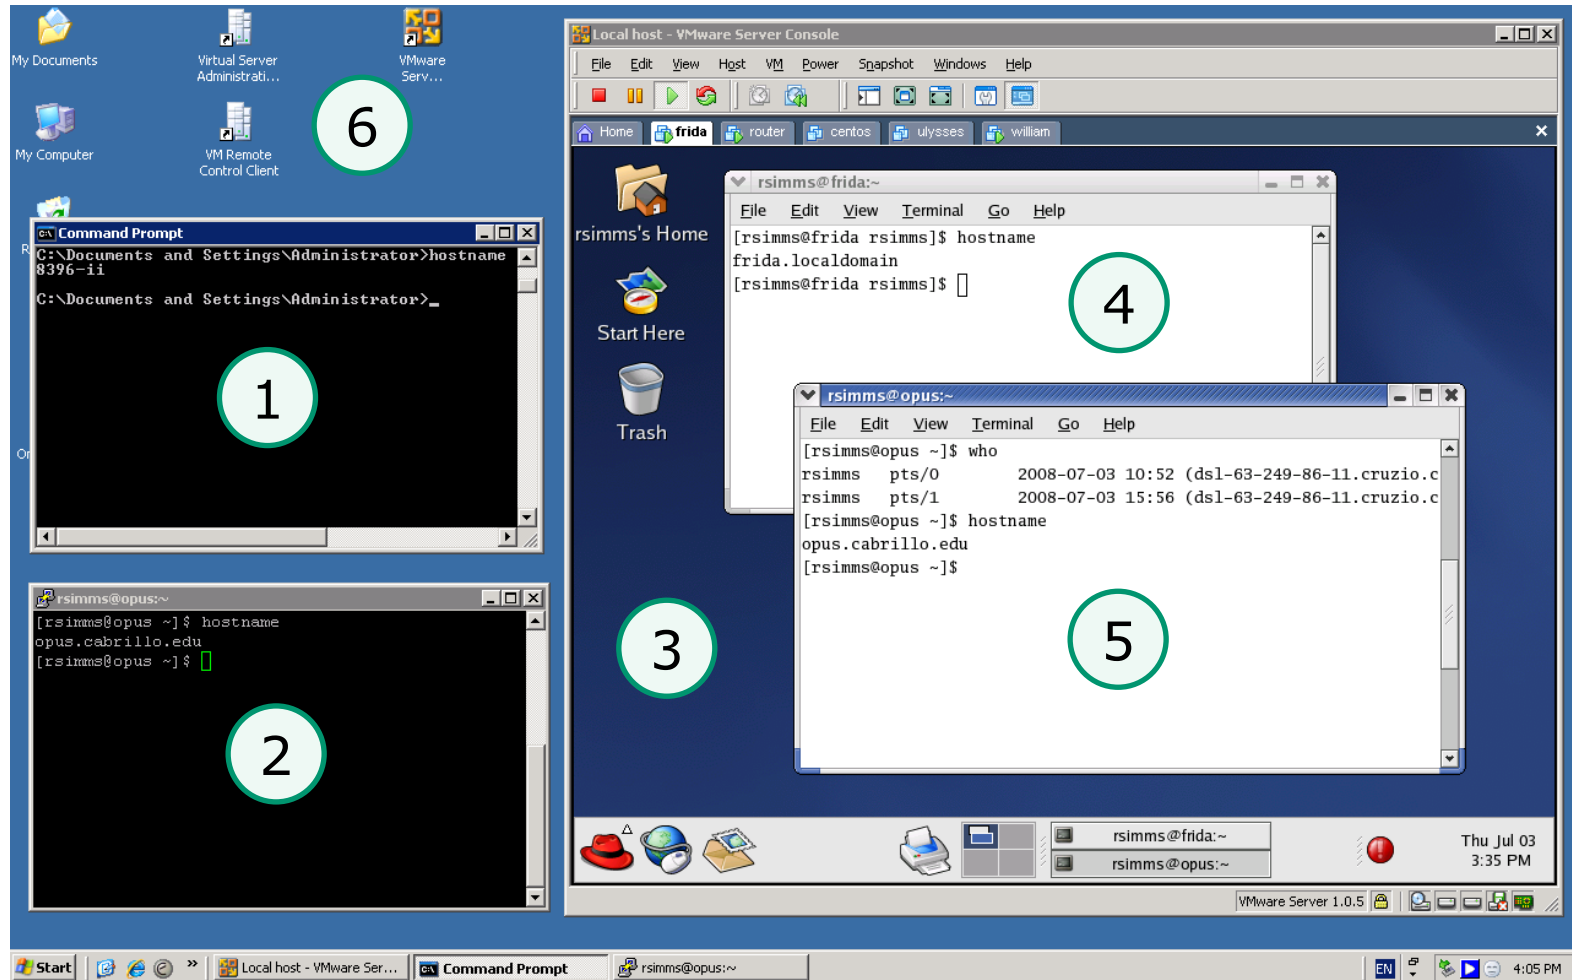 My Documents
Virtual Server
Administrati...
VMware
Serv...
6
My Computer
VM Remote
Control Client
Command Prompt
C:\Documents and Settings\Administrator>hostname
8396-ii
C:\Documents and Settings\Administrator>_
1
rsimms@opus:~
[rsimms@opus ~]$ hostname
opus.cabrillo.edu
[rsimms@opus ~]$
2
Local host - VMware Server Console
File Edit View Host VM Power Snapshot Windows Help
Home frida router centos ulysses william
rsimms's Home
Start Here
Trash
3
rsimms@frida:~
File Edit View Terminal Go Help
[rsimms@frida rsimms]$ hostname
frida.localdomain
[rsimms@frida rsimms]$
4
rsimms@opus:~
File Edit View Terminal Go Help
[rsimms@opus ~]$ who
rsimms pts/0 2008-07-03 10:52 (dsl-63-249-86-11.cruzio.c
rsimms pts/1 2008-07-03 15:56 (dsl-63-249-86-11.cruzio.c
[rsimms@opus ~]$ hostname
opus.cabrillo.edu
[rsimms@opus ~]$
5
rsimms@frida:~
rsimms@opus:~
Thu Jul 03
3:35 PM
VMware Server 1.0.5
Start
Local host - VMware Ser...
Command Prompt
rsimms@opus:~
EN
4:05 PM